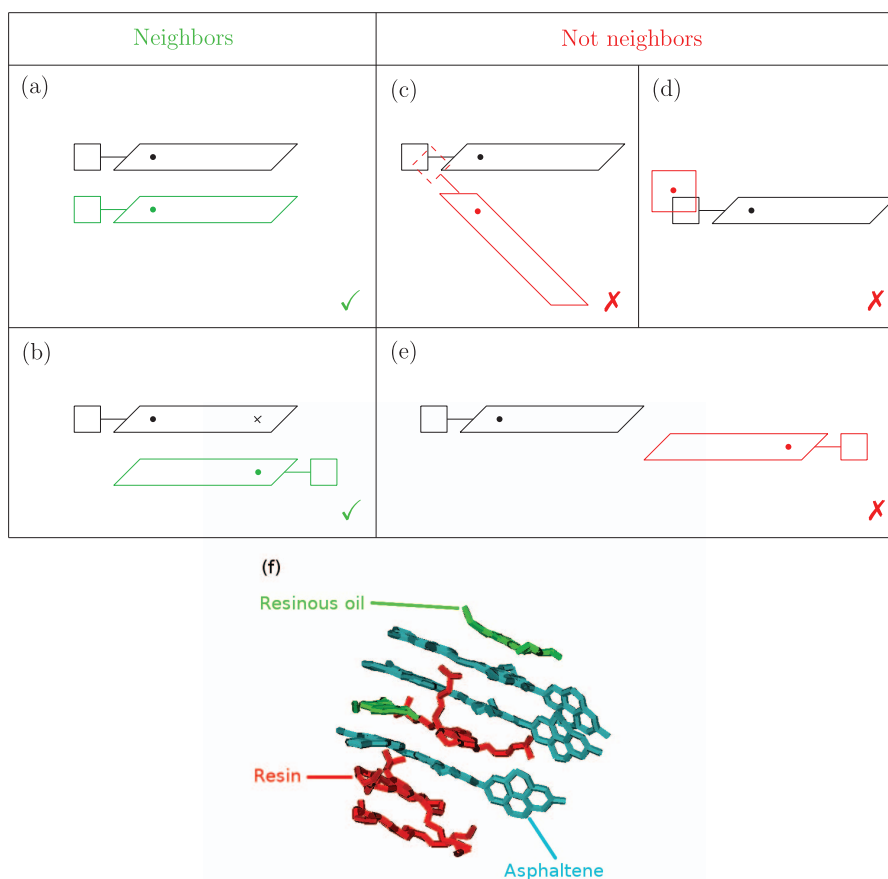 Neighbors
Not neighbors
(a)
(c)
(d)
✓
✗
✗
(b)
(e)
×
✓
✗
(f)
Resinous oil
Resin
Asphaltene